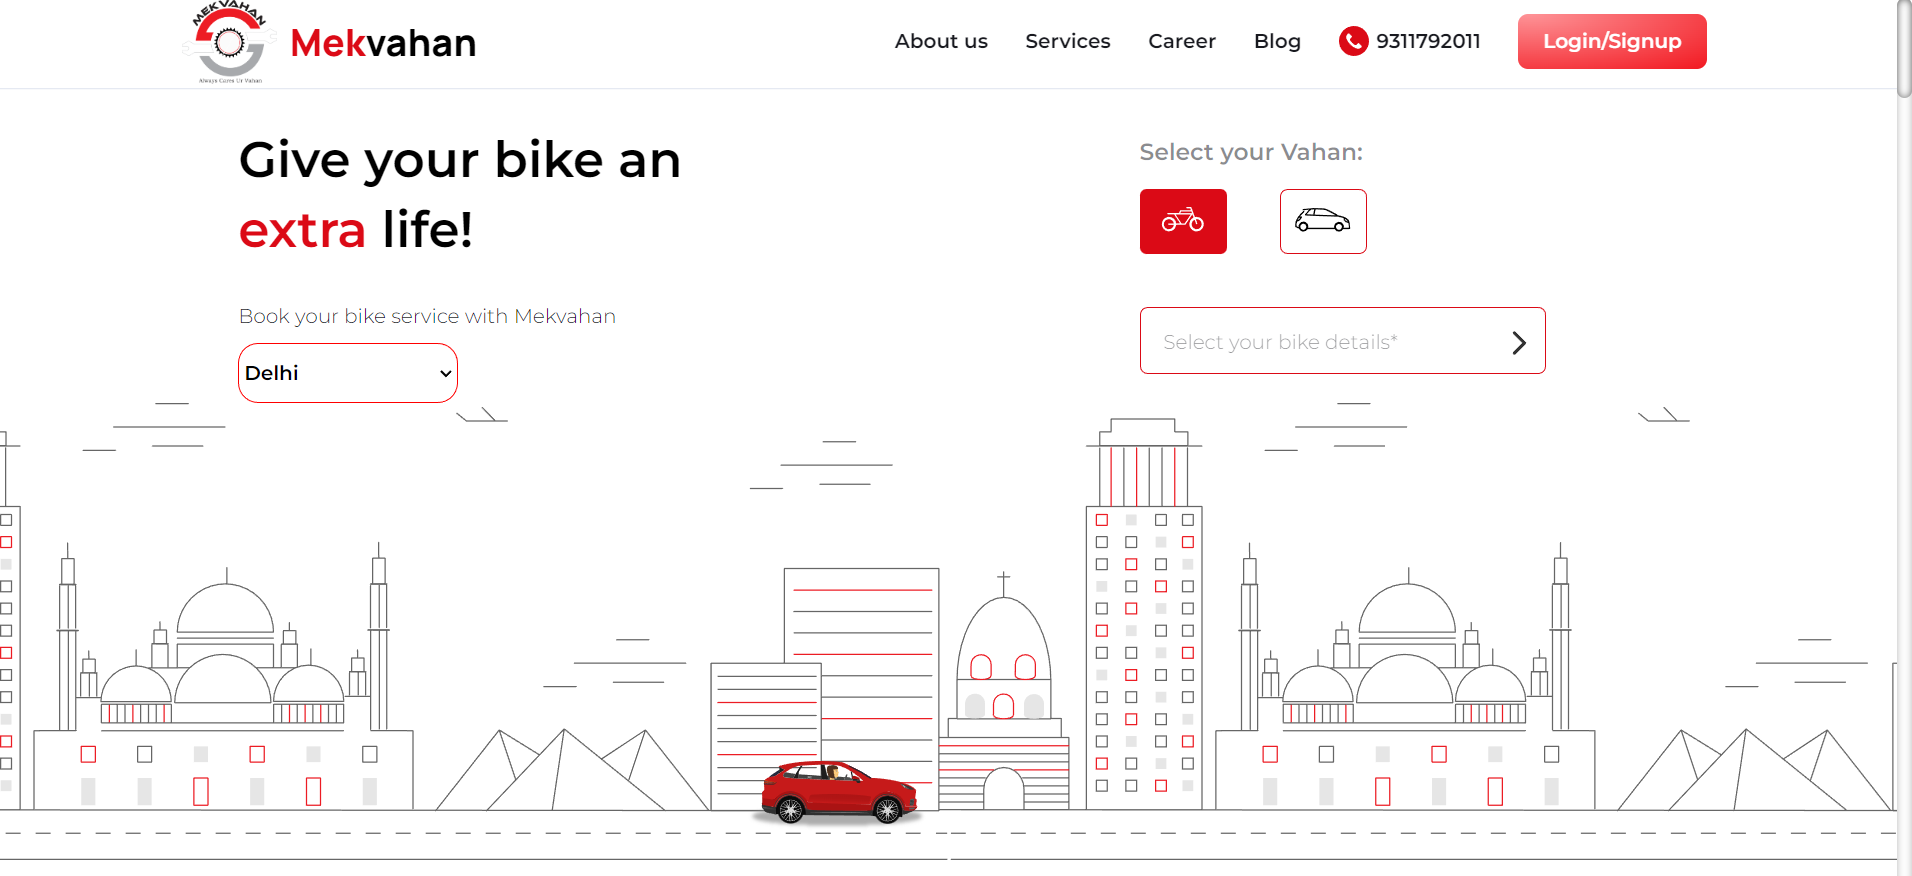 MEKVAHAN
Always Cares Ur Vahan
Mekvahan
About us
Services
Career
Blog
9311792011
Login/Signup
Give your bike an
extra life!
Book your bike service with Mekvahan
Delhi
Select your Vahan:
Select your bike details*